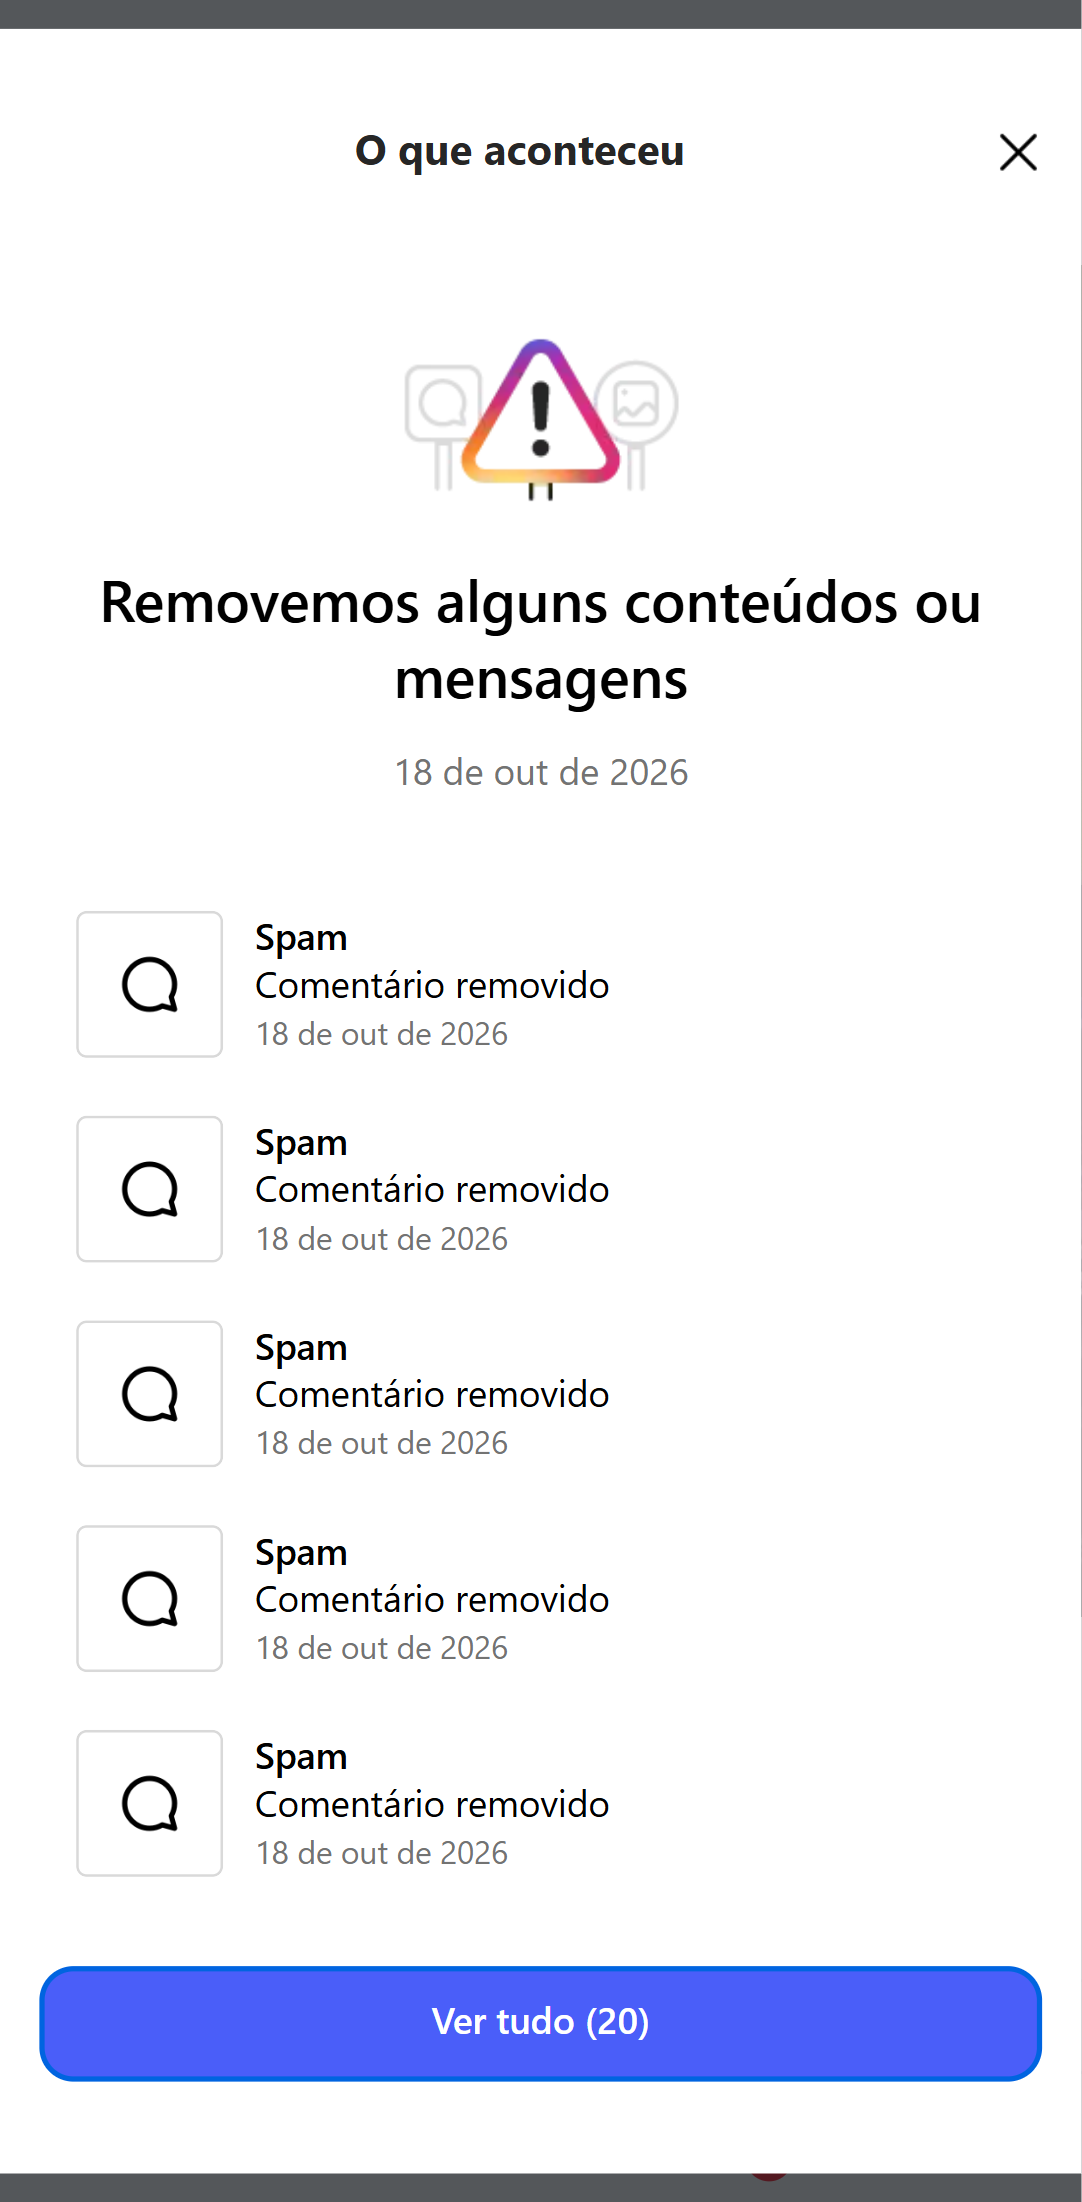 O que aconteceu
Removemos alguns conteúdos ou
mensagens
18 de out de 2026
Spam
Comentário removido
18 de out de 2026
Spam
Comentário removido
18 de out de 2026
Spam
Comentário removido
18 de out de 2026
Spam
Comentário removido
18 de out de 2026
Spam
Comentário removido
18 de out de 2026
Ver tudo (20)